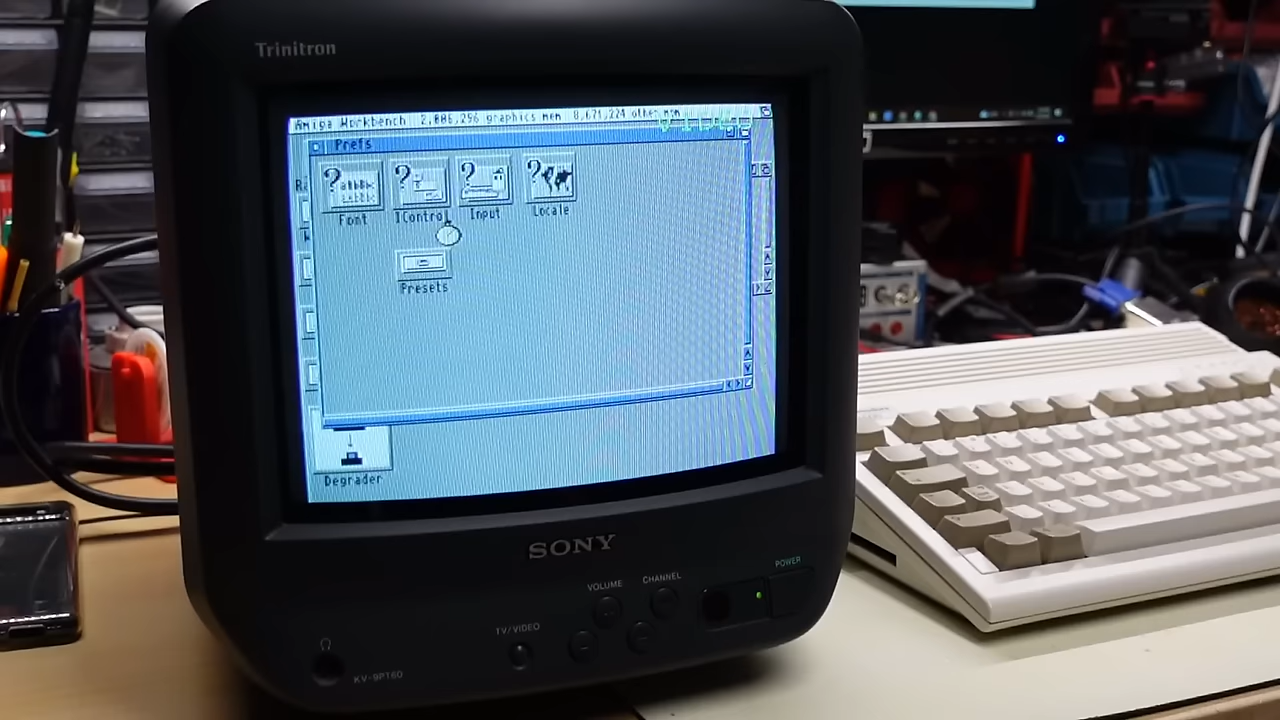 Trinitron
Amiga Workbench 2,086,296 graphics mem 8,671,224 other mem
Prefs
Font
IControl
Input
Locale
Presets
Degrader
SONY
VOLUME
CHANNEL
POWER
TV/VIDEO
KV-9PT60